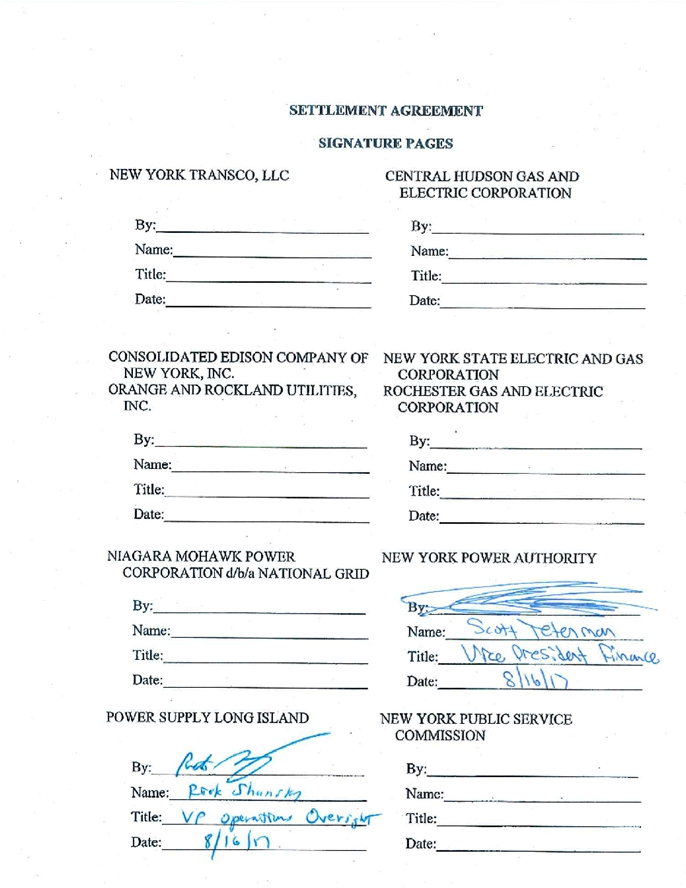 SETTLEMENT AGREEMENT
SIGNATURE PAGES
NEW YORK TRANSCO, LLC
By:
Name:
Title:
Date:
CENTRAL HUDSON GAS AND
ELECTRIC CORPORATION
By:
Name:
Title:
Date:
CONSOLIDATED EDISON COMPANY OF
NEW YORK, INC.
ORANGE AND ROCKLAND UTILITIES,
INC.
By:
Name:
Title:
Date:
NEW YORK STATE ELECTRIC AND GAS
CORPORATION
ROCHESTER GAS AND ELECTRIC
CORPORATION
By:
Name:
Title:
Date:
NIAGARA MOHAWK POWER
CORPORATION d/b/a NATIONAL GRID
By:
Name:
Title:
Date:
NEW YORK POWER AUTHORITY
By:
Name: Scott Teterman
Title: Vice President Finance
Date: 8/16/17
POWER SUPPLY LONG ISLAND
By:
Name: Shansky
Title: VP Operations Oversight
Date: 8/16/17
NEW YORK PUBLIC SERVICE
COMMISSION
By:
Name:
Title:
Date: